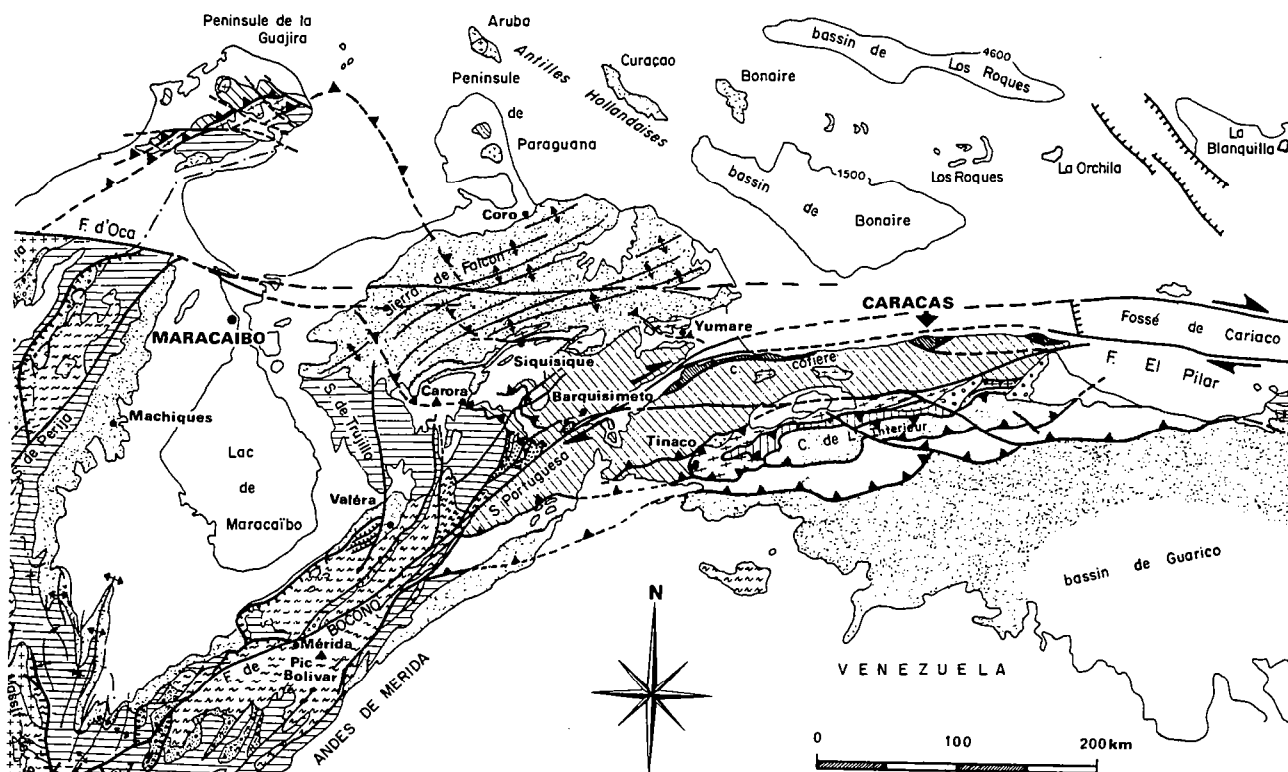 Peninsule de la
Guajira
Aruba
Antilles
Hollandaises
Curaçao
Bonaire
bassin de
Los Roques
4600
Peninsule
de
Paraguana
La
Blanquilla
La Orchila
Los Roques
1500
bassin
de
Bonaire
Coro
F. d'Oca
Sierra de Falcon
CARACAS
Fossé de Cariaco
F. El Pilar
MARACAIBO
Yumare
Siquisique
C. cotière
Carora
Barquisimeto
S. de Trujillo
S. de Perija
Machiques
Tinaco
C. de L. Interieur
Lac
de
Maracaïbo
S. Portuguesa
Valéra
bassin de Guarico
N
F. de BOCONO
Mérida
Pic
Bolivar
VENEZUELA
ANDES DE MERIDA
Massif
0 100 200 km